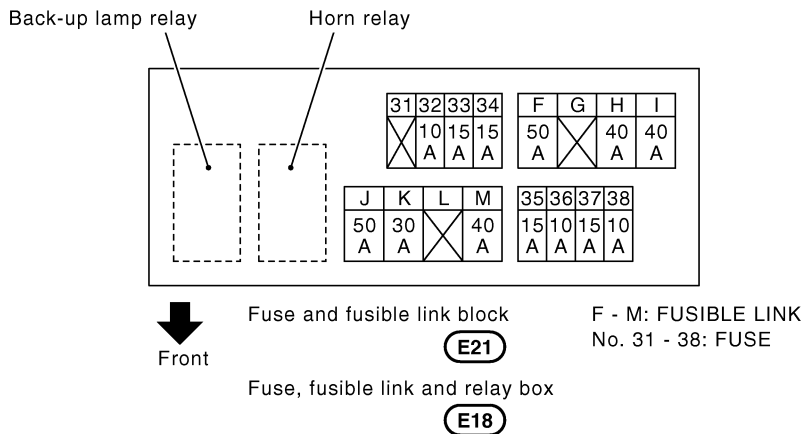 Back-up lamp relay
Horn relay
31 32 33 34
10 A 15 A 15 A
F G H I
50 A 40 A 40 A
J K L M
50 A 30 A 40 A
35 36 37 38
15 A 10 A 15 A 10 A
Front
Fuse and fusible link block
E21
Fuse, fusible link and relay box
E18
F - M: FUSIBLE LINK
No. 31 - 38: FUSE